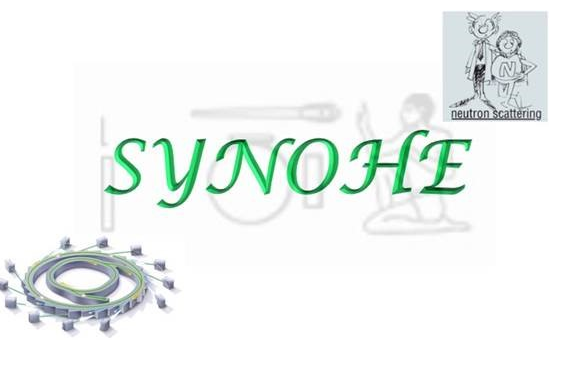 neutron scattering
N
SYNOHE